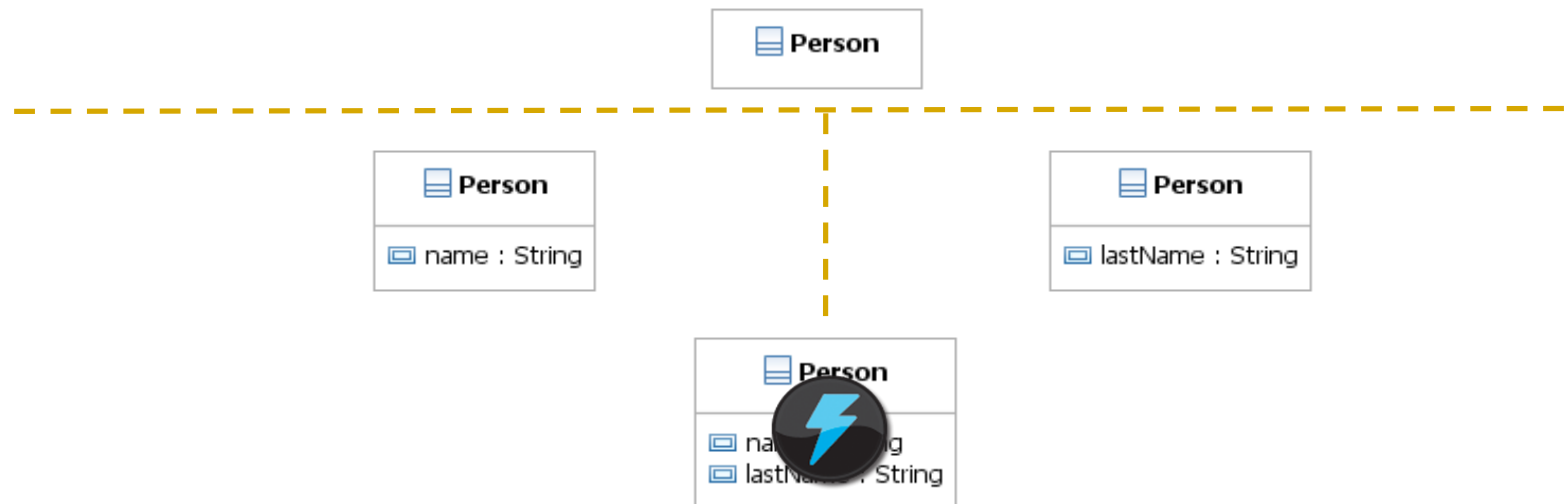 Person
Person
name : String
Person
lastName : String
Person
lastName : String